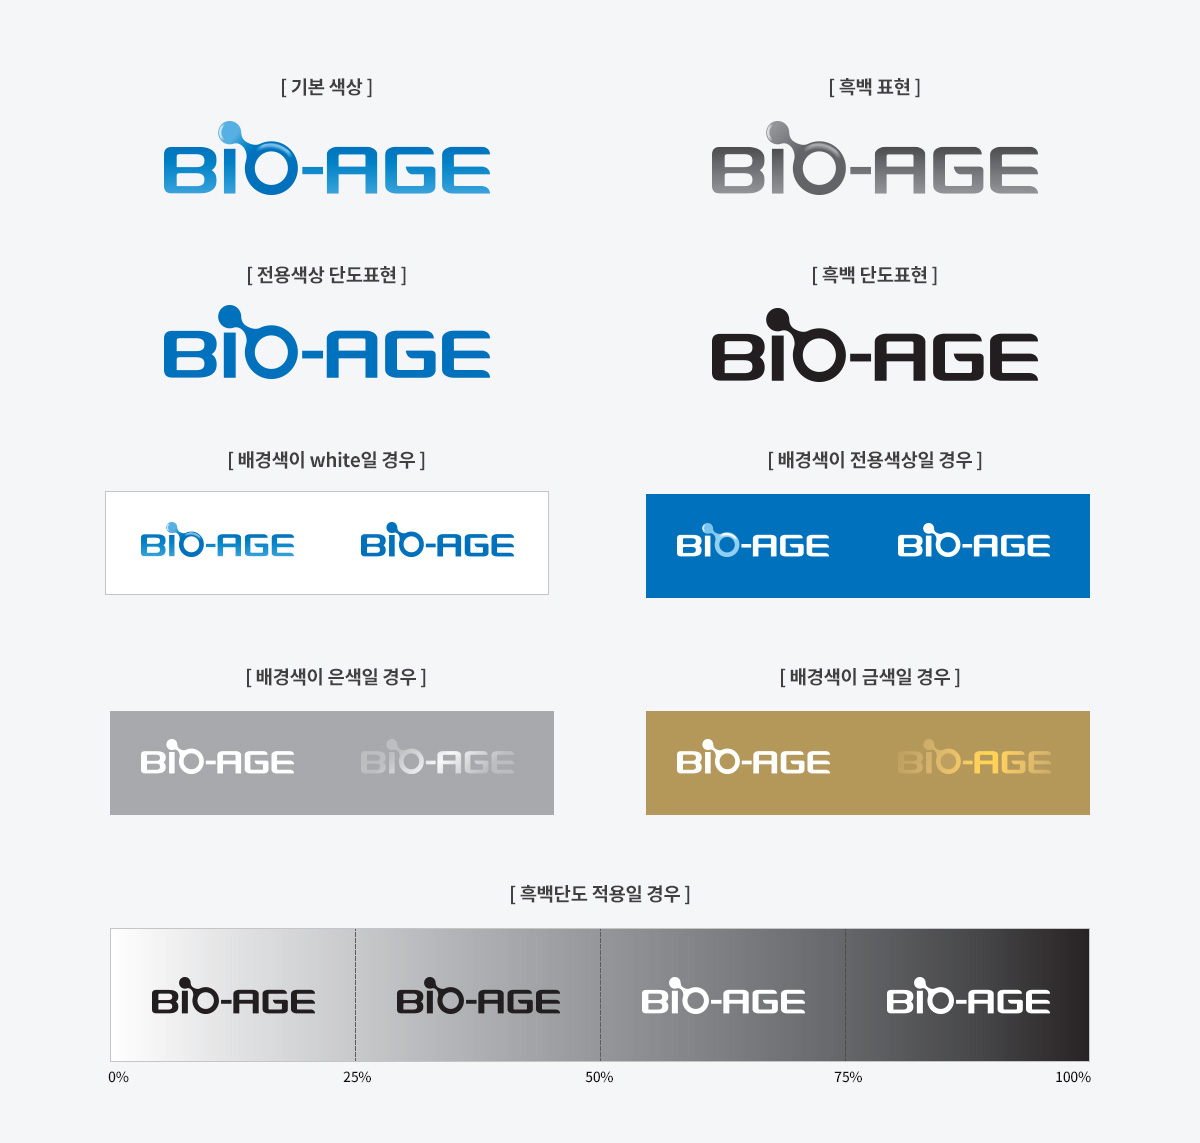 [ 기본 색상 ]
[ 흑백 표현 ]
BIO-AGE
BIO-AGE
[ 전용색상 단도표현 ]
[ 흑백 단도표현 ]
BIO-AGE
BIO-AGE
[ 배경색이 white일 경우 ]
[ 배경색이 전용색상일 경우 ]
BIO-AGE
BIO-AGE
BIO-AGE
BIO-AGE
[ 배경색이 은색일 경우 ]
[ 배경색이 금색일 경우 ]
BIO-AGE
BIO-AGE
BIO-AGE
BIO-AGE
[ 흑백단도 적용일 경우 ]
BIO-AGE
BIO-AGE
BIO-AGE
BIO-AGE
0%
25%
50%
75%
100%